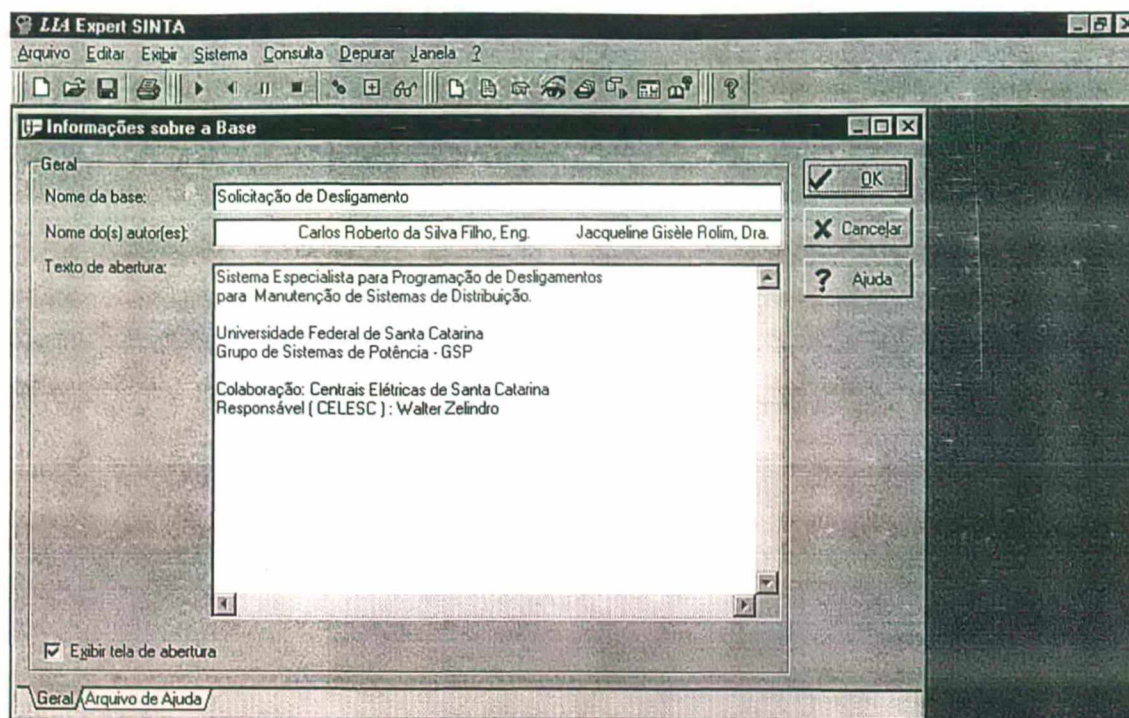 LIA Expert SINTA
Arquivo Editar Exibir Sistema Consulta Depurar Janela ?
Informações sobre a Base
Geral
Nome da base: Solicitação de Desligamento
Nome do(s) autor(es): Carlos Roberto da Silva Filho, Eng. Jacqueline Gisèle Rolim, Dra.
Texto de abertura:
Sistema Especialista para Programação de Desligamentos
para Manutenção de Sistemas de Distribuição.
Universidade Federal de Santa Catarina
Grupo de Sistemas de Potência - GSP
Colaboração: Centrais Elétricas de Santa Catarina
Responsável ( CELESC ) : Walter Zelindro
OK
Cancelar
Ajuda
Exibir tela de abertura
Geral Arquivo de Ajuda